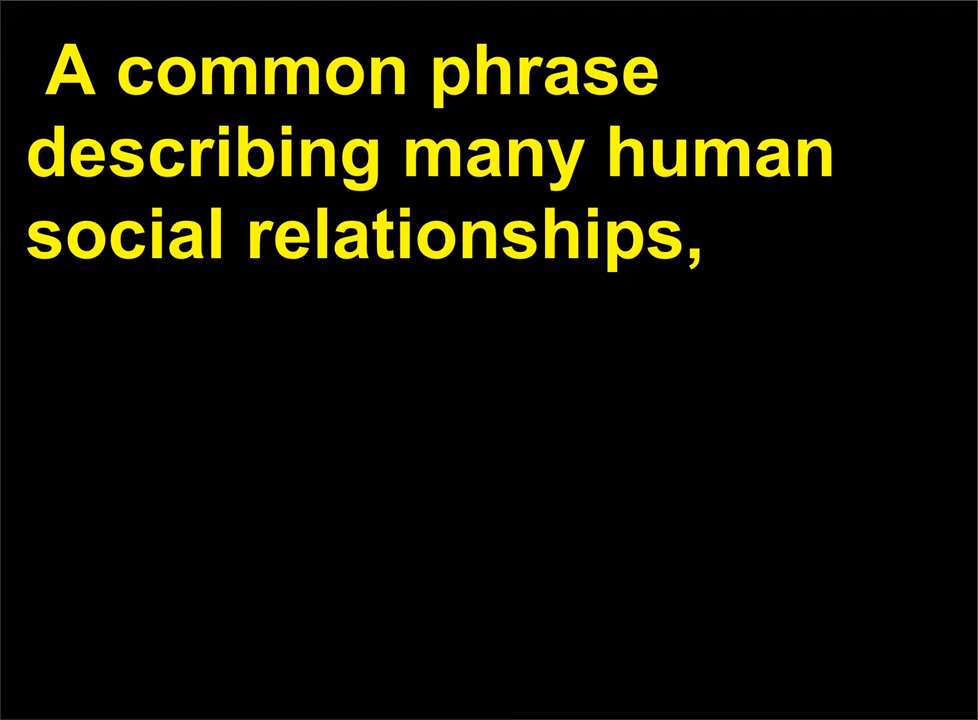 A common phrase
describing many human
social relationships,